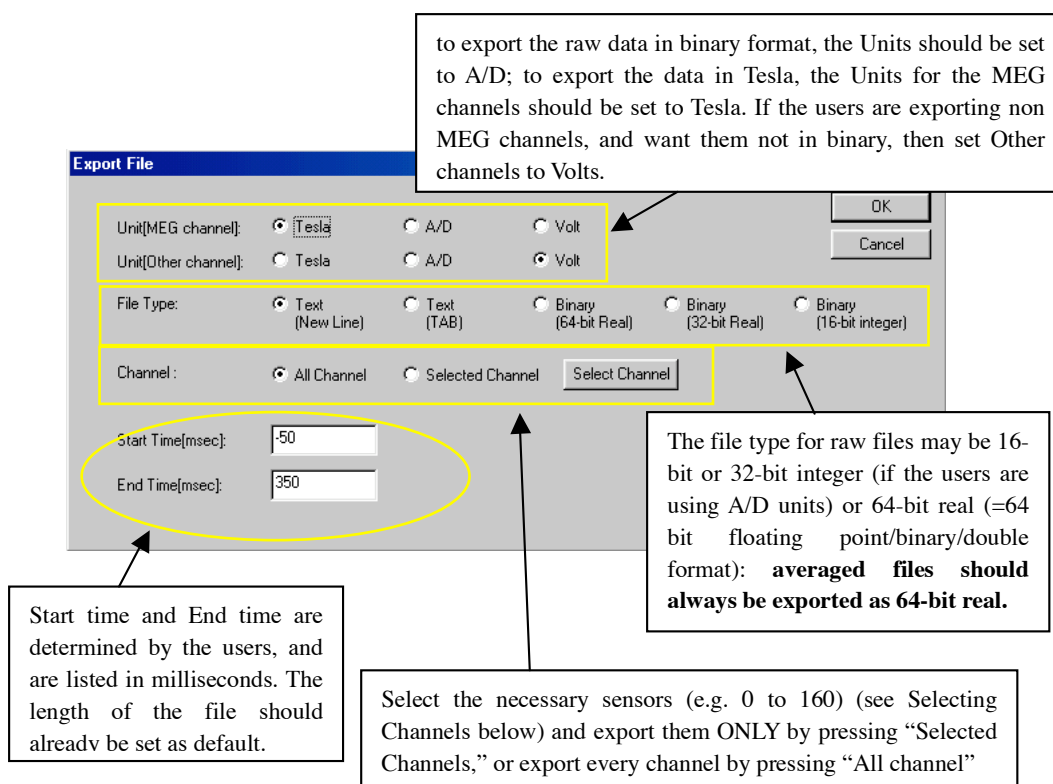 to export the raw data in binary format, the Units should be set
to A/D; to export the data in Tesla, the Units for the MEG
channels should be set to Tesla. If the users are exporting non
MEG channels, and want them not in binary, then set Other
channels to Volts.
Export File
Unit[MEG channel]: Tesla A/D Volt
Unit[Other channel]: Tesla A/D Volt
OK
Cancel
File Type: Text Text Binary Binary Binary
(New Line) (TAB) (64-bit Real) (32-bit Real) (16-bit integer)
Channel : All Channel Selected Channel Select Channel
Start Time[msec]: -50
End Time[msec]: 350
The file type for raw files may be 16-
bit or 32-bit integer (if the users are
using A/D units) or 64-bit real (=64
bit floating point/binary/double
format): averaged files should
always be exported as 64-bit real.
Start time and End time are
determined by the users, and
are listed in milliseconds. The
length of the file should
already be set as default.
Select the necessary sensors (e.g. 0 to 160) (see Selecting
Channels below) and export them ONLY by pressing “Selected
Channels,” or export every channel by pressing “All channel”